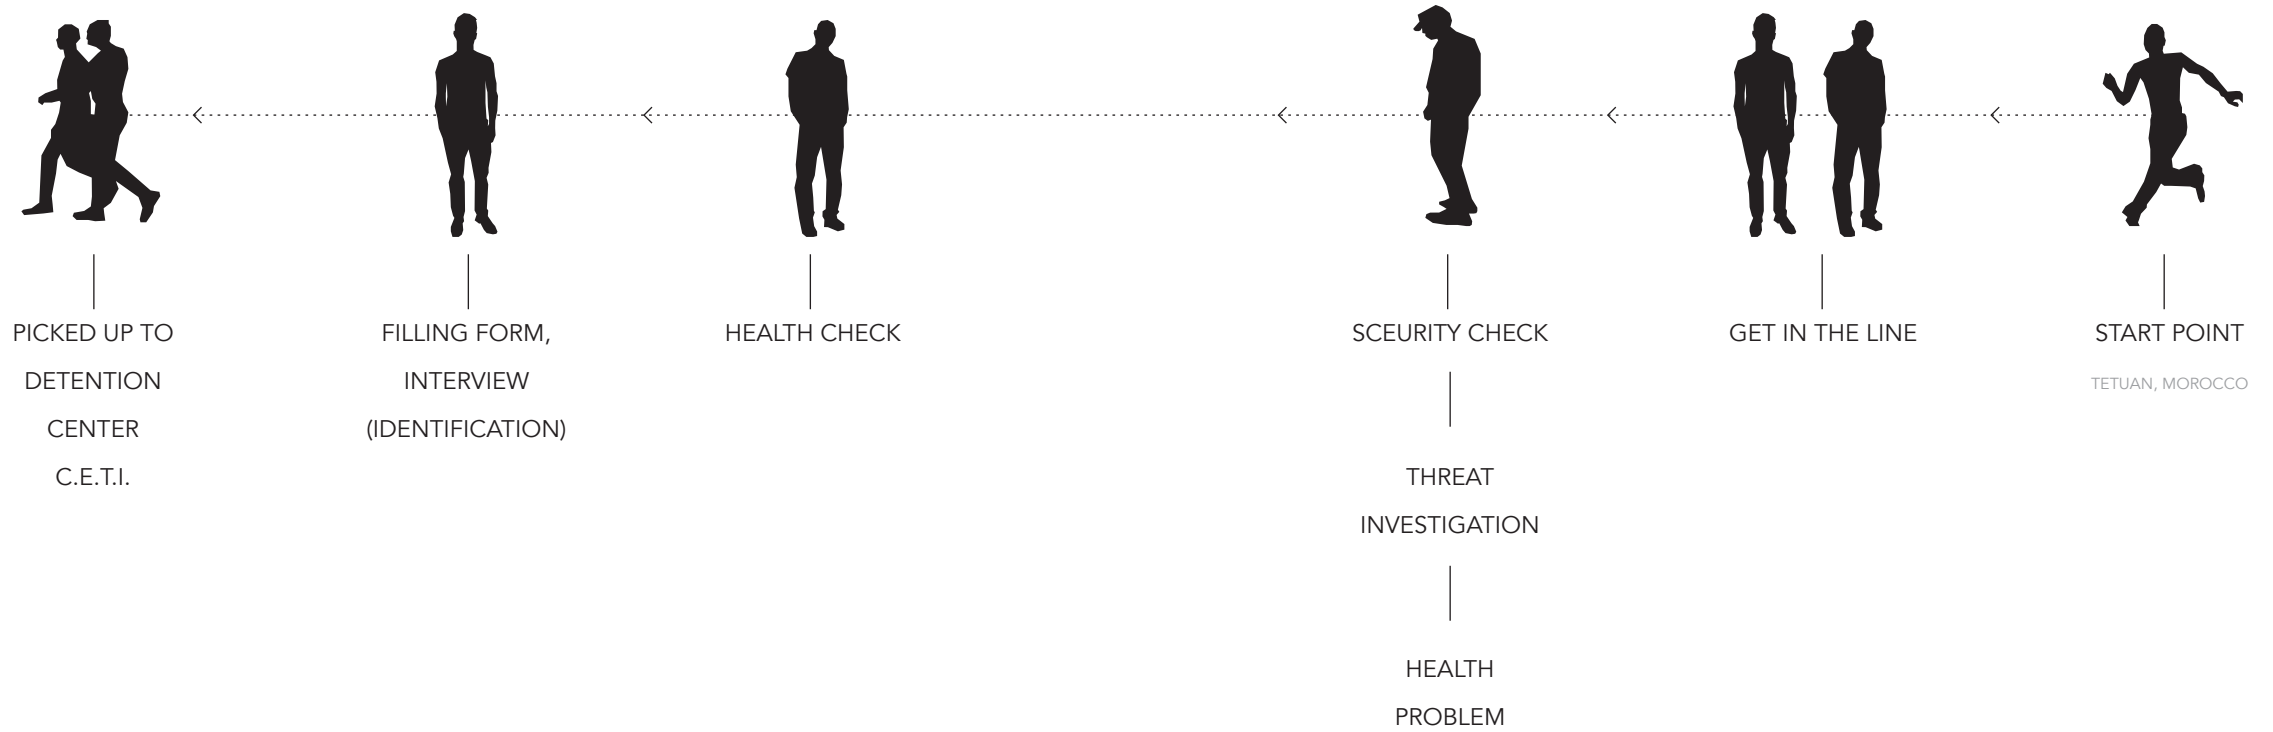 PICKED UP TO
DETENTION
CENTER
C.E.T.I.
FILLING FORM,
INTERVIEW
(IDENTIFICATION)
HEALTH CHECK
SCEURITY CHECK
THREAT
INVESTIGATION
HEALTH
PROBLEM
GET IN THE LINE
START POINT
TETUAN, MOROCCO